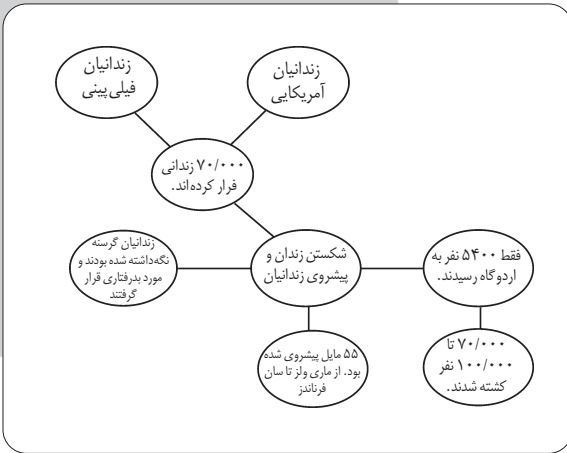 زندانیان
فیلی‌پینی
زندانیان
آمریکایی
۷۰/۰۰۰ زندانی
فرار کرده‌اند.
زندانیان گرسنه
نگه‌داشته شده بودند و
مورد بدرفتاری قرار
گرفتند
شکستن زندان و
پیشروی زندانیان
فقط ۵۴۰۰ نفر به
اردوگاه رسیدند.
۵۵ مایل پیشروی شده
بود. از ماری ولز تا سان
فرناندز
۷۰/۰۰۰ تا
۱۰۰/۰۰۰ نفر
کشته شدند.